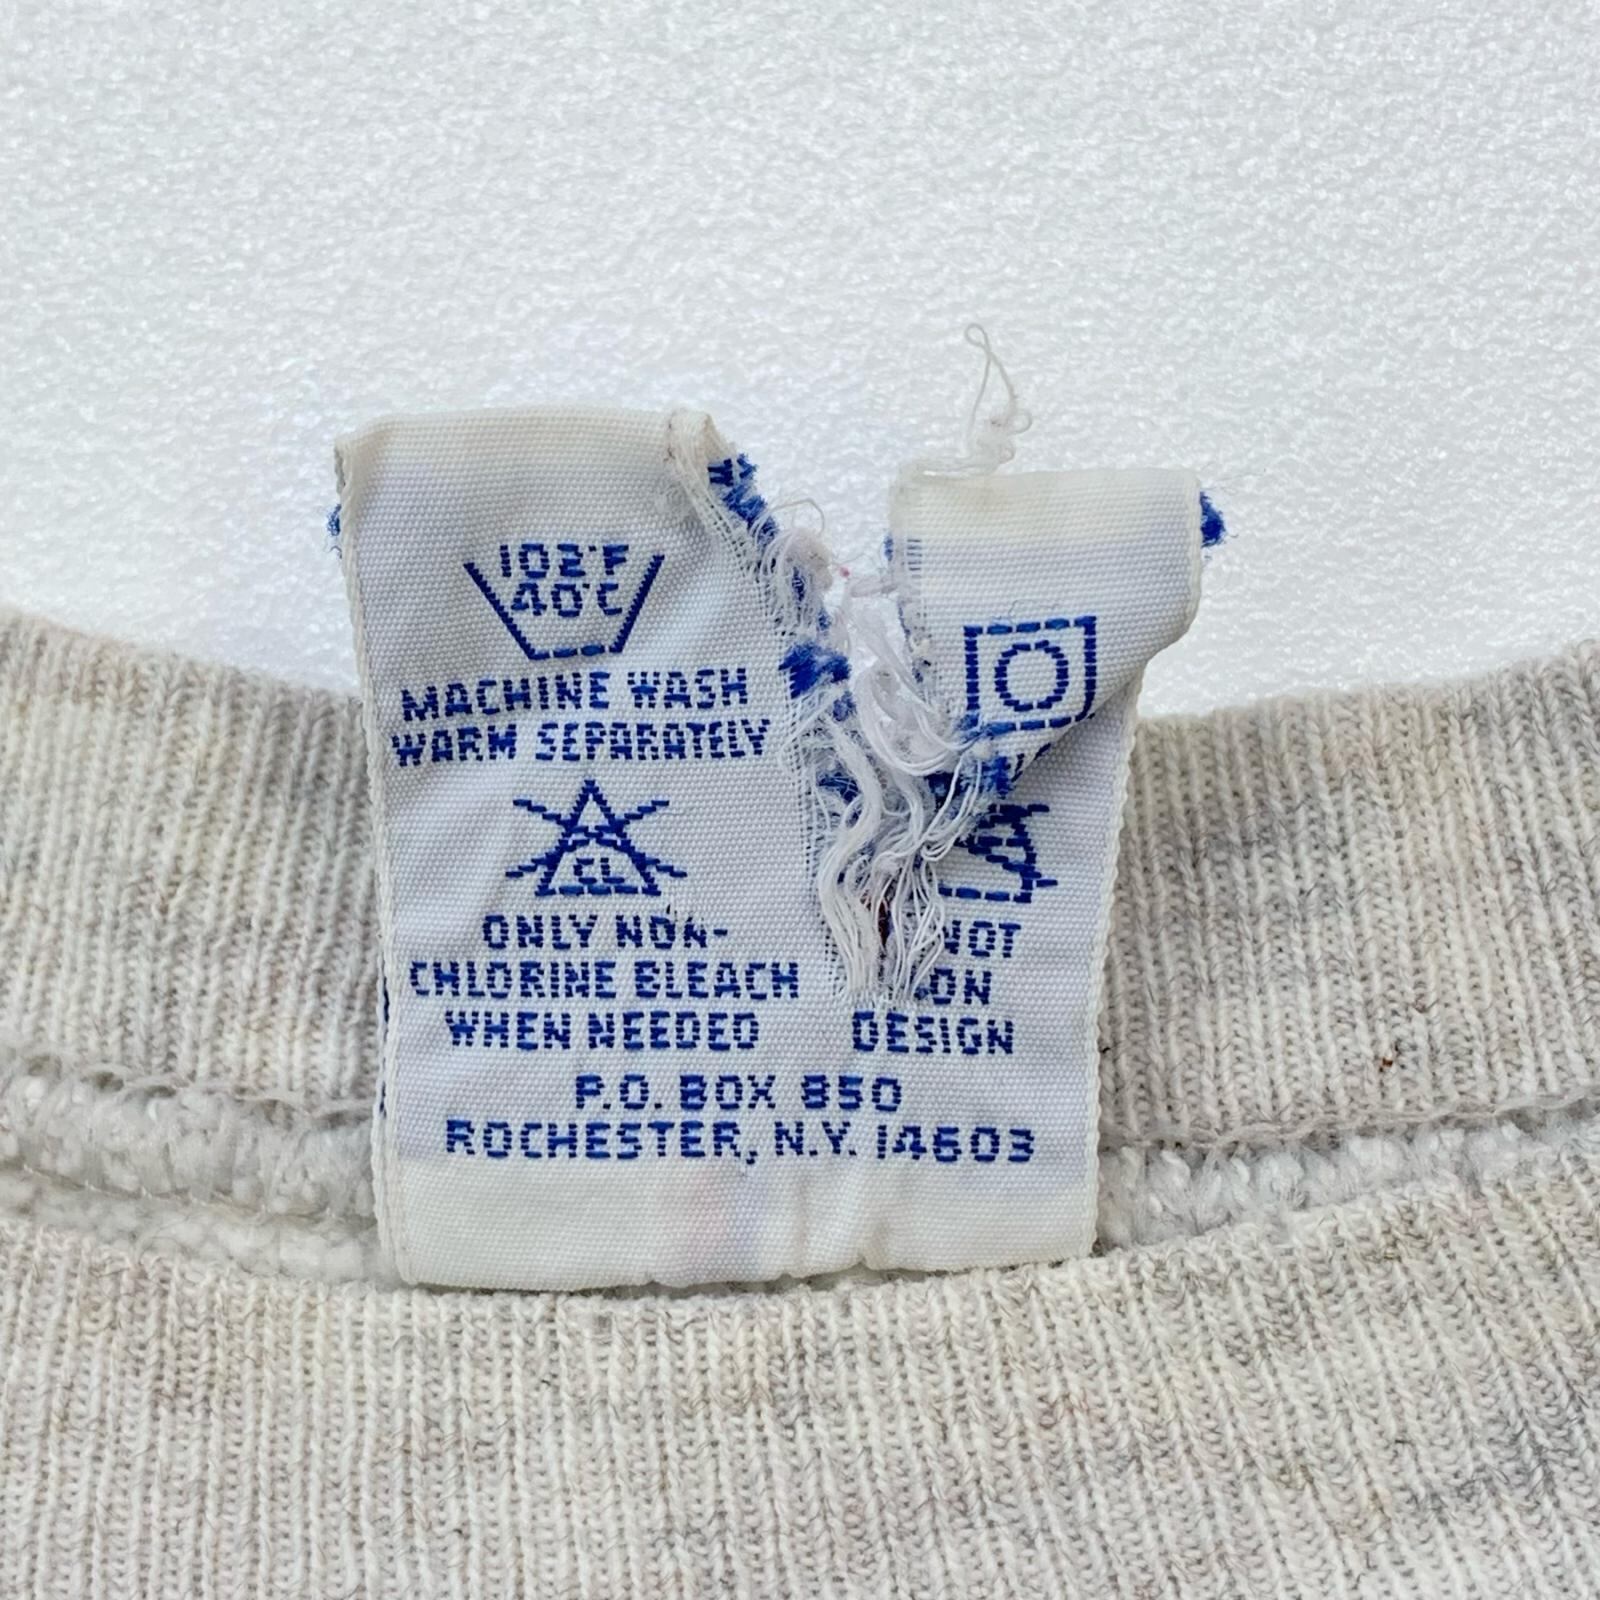 102°F
40°C
MACHINE WASH
WARM SEPARATELY
CL
ONLY NON-
CHLORINE BLEACH
WHEN NEEDED
NOT
ON
DESIGN
P.O. BOX 850
ROCHESTER, N.Y. 14603